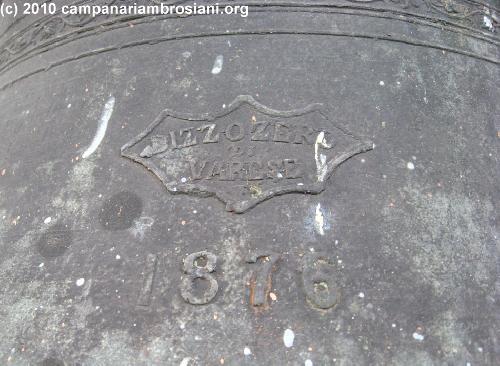 (c) 2010 campanariambrosiani.org
BIZZOZERO
DI
VARESE
1876